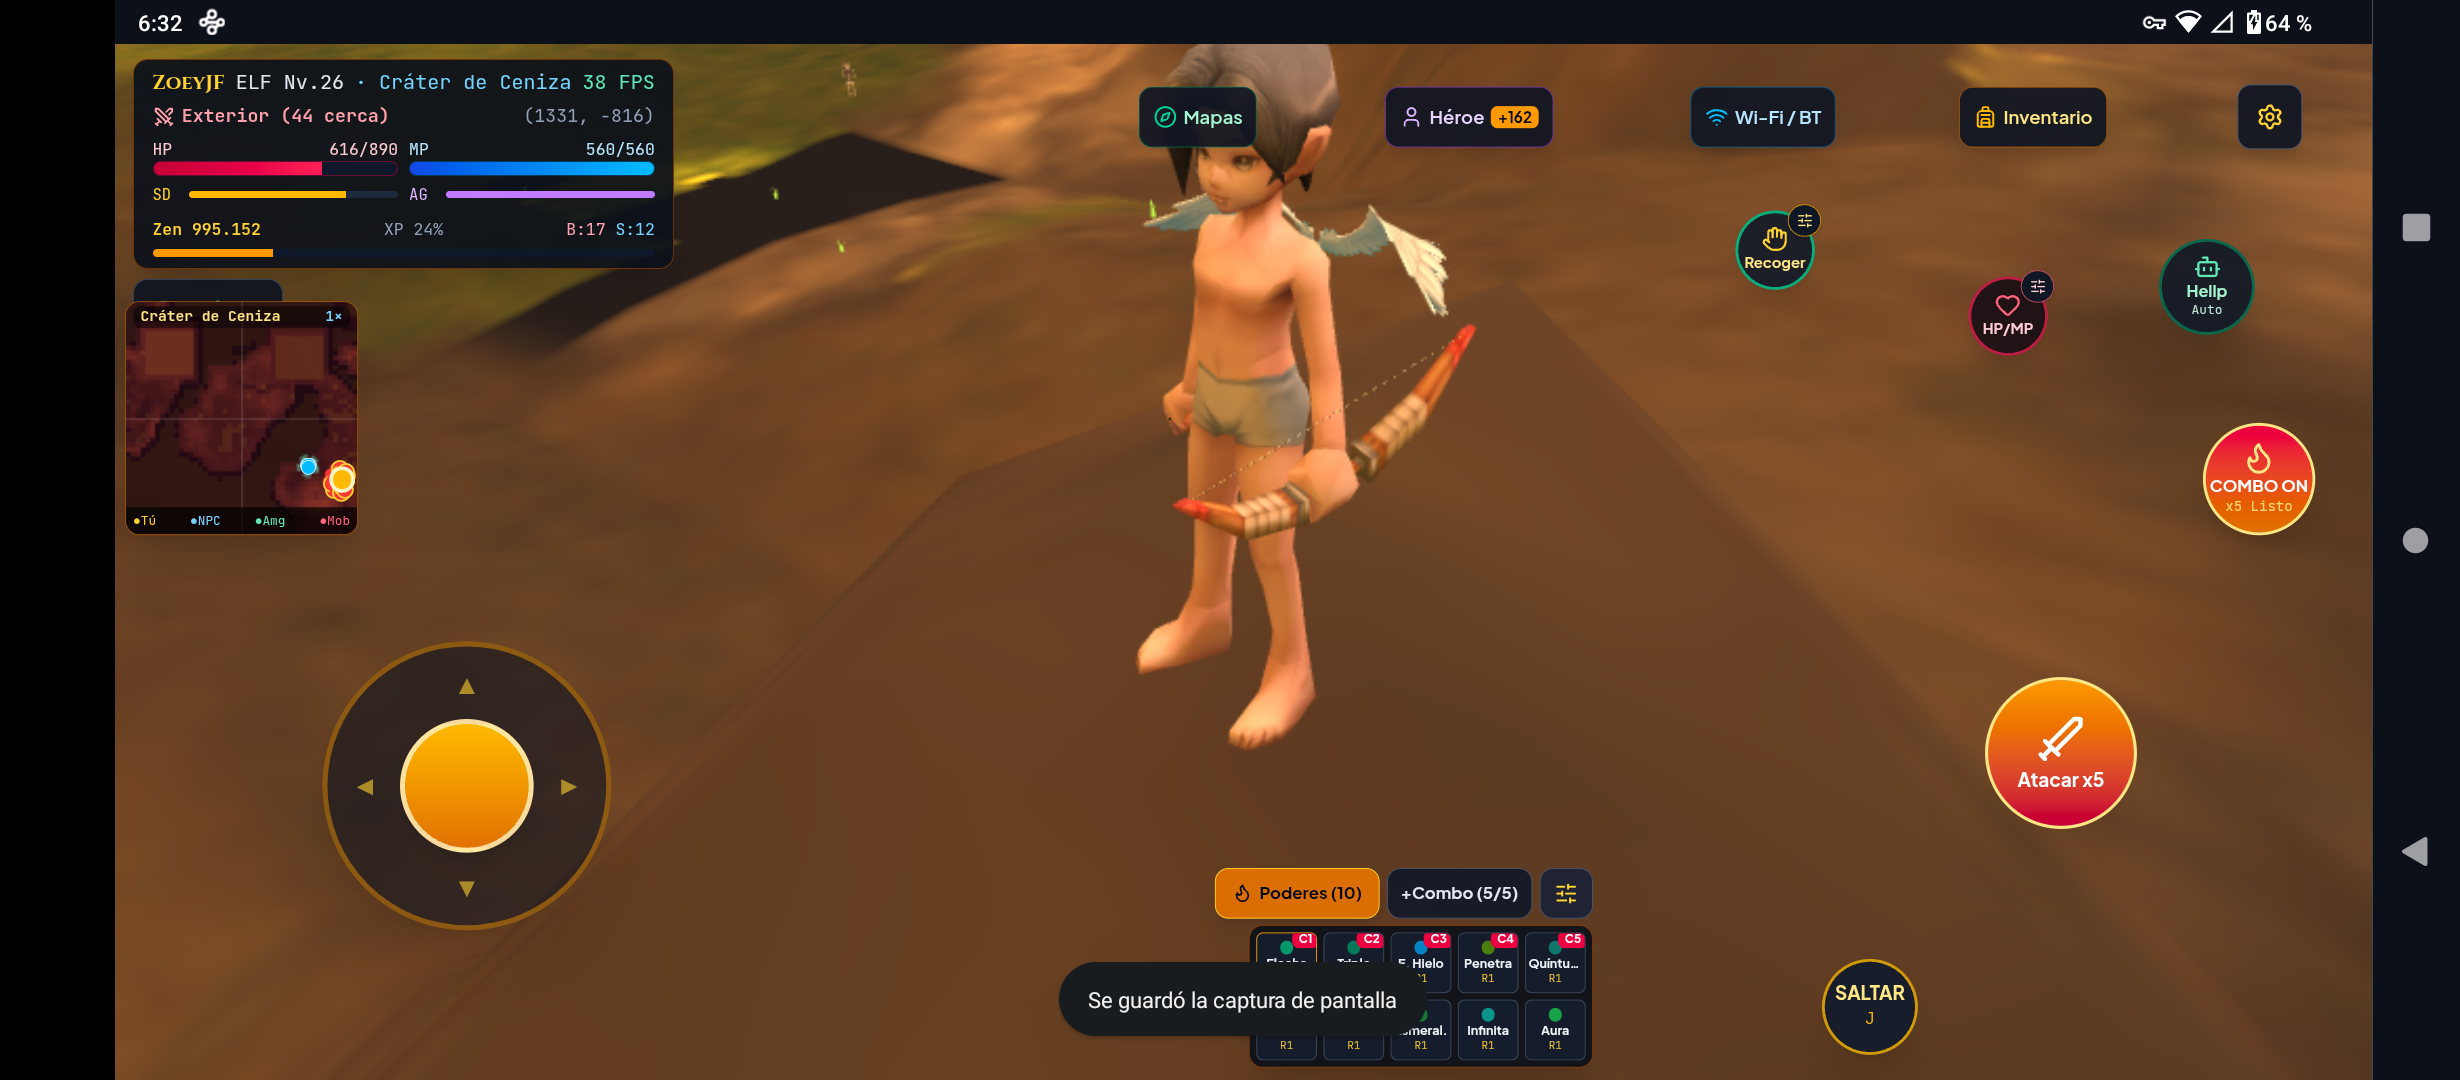 6:32
64 %
ZOEYJF ELF Nv.26 · Cráter de Ceniza 38 FPS
Exterior (44 cerca) (1331, -816)
HP 616/890 MP 560/560
SD AG
Zen 995.152 XP 24% B:17 S:12
Cráter de Ceniza 1×
Tú NPC Amg Mob
Mapas
Héroe +162
Wi-Fi / BT
Inventario
Recoger
HP/MP
Hellp
Auto
COMBO ON
x5 Listo
Atacar x5
Poderes (10) +Combo (5/5)
C1 C2 C3 C4 C5
Hielo Penetra Quíntu...
R1 R1
Se guardó la captura de pantalla
Infinita Aura
R1 R1 R1 R1 R1
SALTAR
J